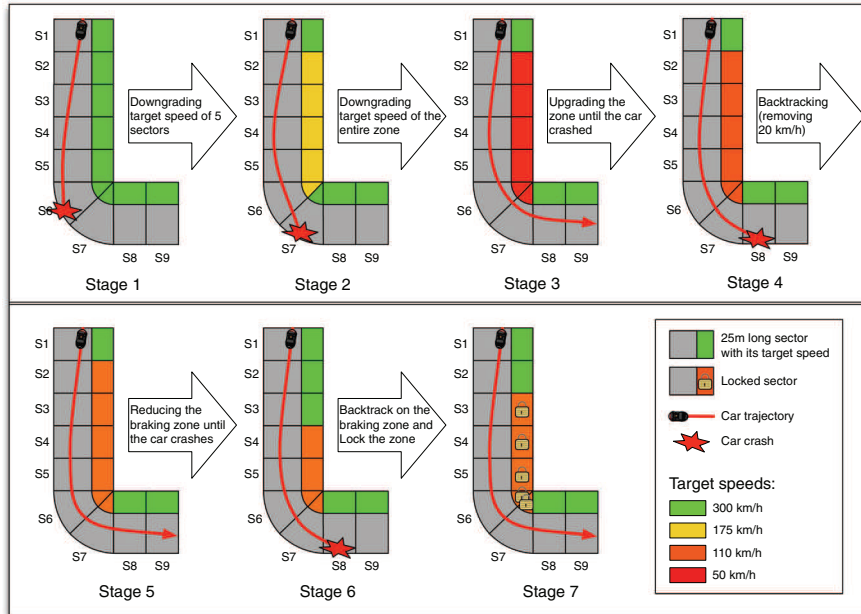 S1
S2
S3
S4
S5
S6
S7
S8
S9
Stage 1
Downgrading
target speed of 5
sectors
S1
S2
S3
S4
S5
S6
S7
S8
S9
Stage 2
Downgrading
target speed of the
entire zone
S1
S2
S3
S4
S5
S6
S7
S8
S9
Stage 3
Upgrading the
zone until the car
crashed
S1
S2
S3
S4
S5
S6
S7
S8
S9
Stage 4
Backtracking
(removing
20 km/h)
S1
S2
S3
S4
S5
S6
S7
S8
S9
Stage 5
Reducing the
braking zone until
the car crashes
S1
S2
S3
S4
S5
S6
S7
S8
S9
Stage 6
Backtrack on the
braking zone and
Lock the zone
S1
S2
S3
S4
S5
S6
S7
S8
S9
Stage 7
25m long sector
with its target speed
Locked sector
Car trajectory
Car crash
Target speeds:
300 km/h
175 km/h
110 km/h
50 km/h